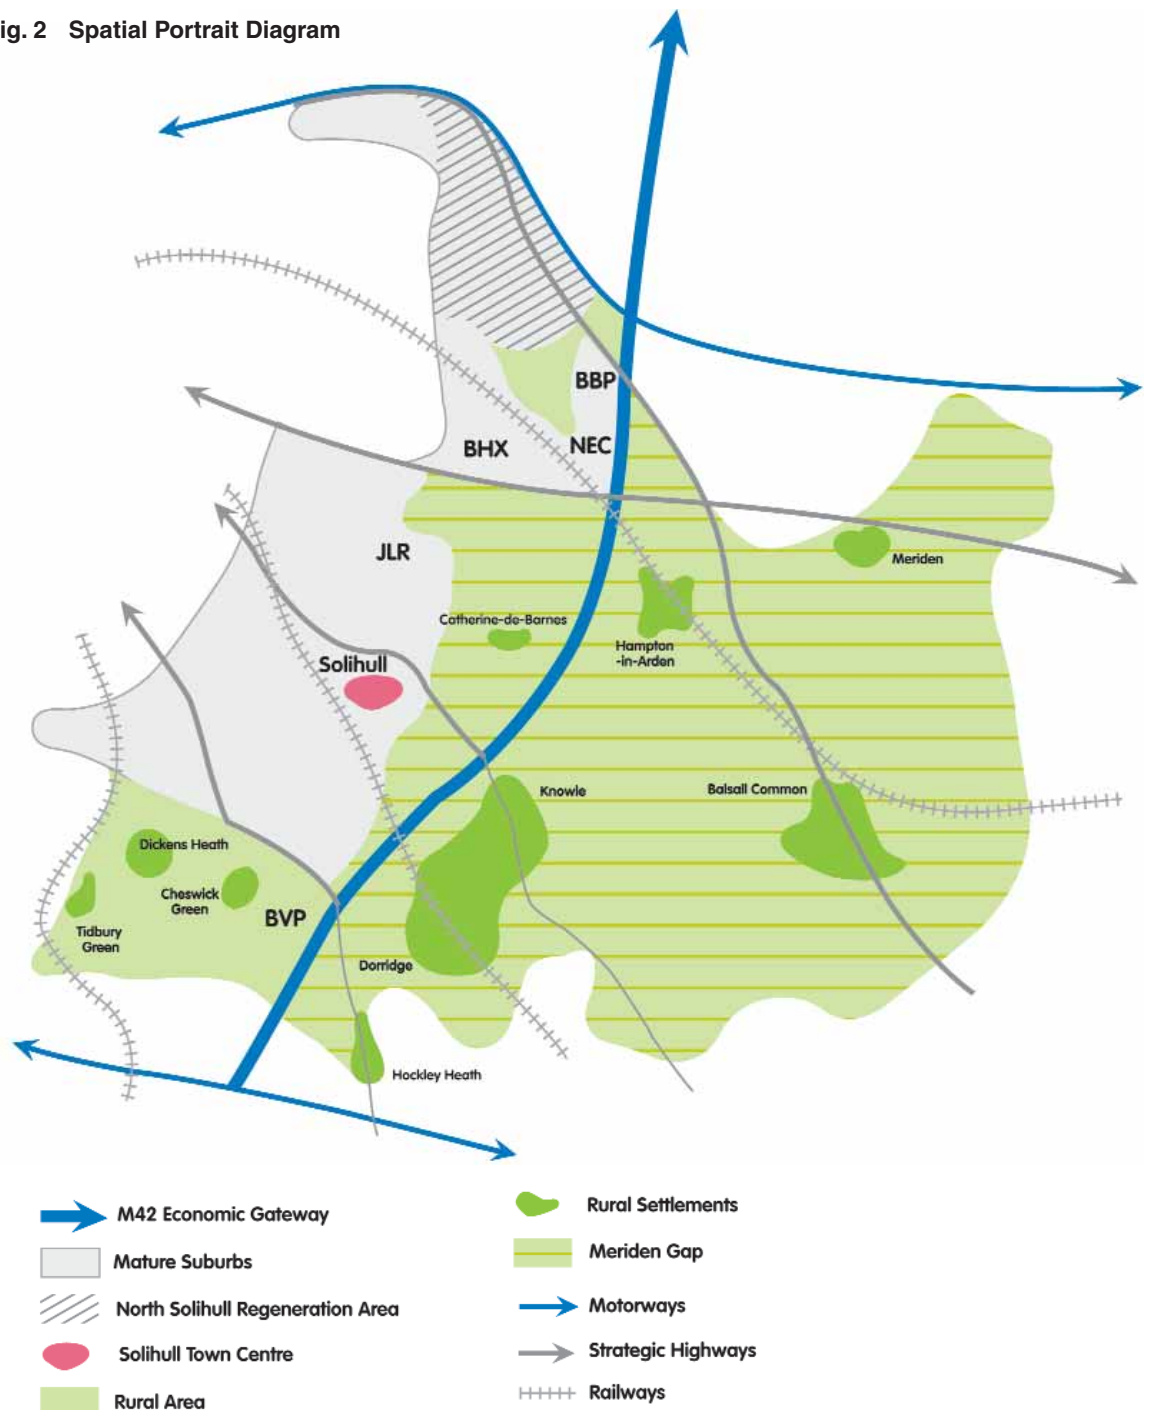 ig. 2 Spatial Portrait Diagram
BBP
BHX
NEC
JLR
Meriden
Catherine-de-Barnes
Hampton
-in-Arden
Solihull
Knowle
Balsall Common
Dickens Heath
Cheswick
Green
BVP
Tidbury
Green
Dorridge
Hockley Heath
M42 Economic Gateway
Mature Suburbs
North Solihull Regeneration Area
Solihull Town Centre
Rural Area
Rural Settlements
Meriden Gap
Motorways
Strategic Highways
Railways